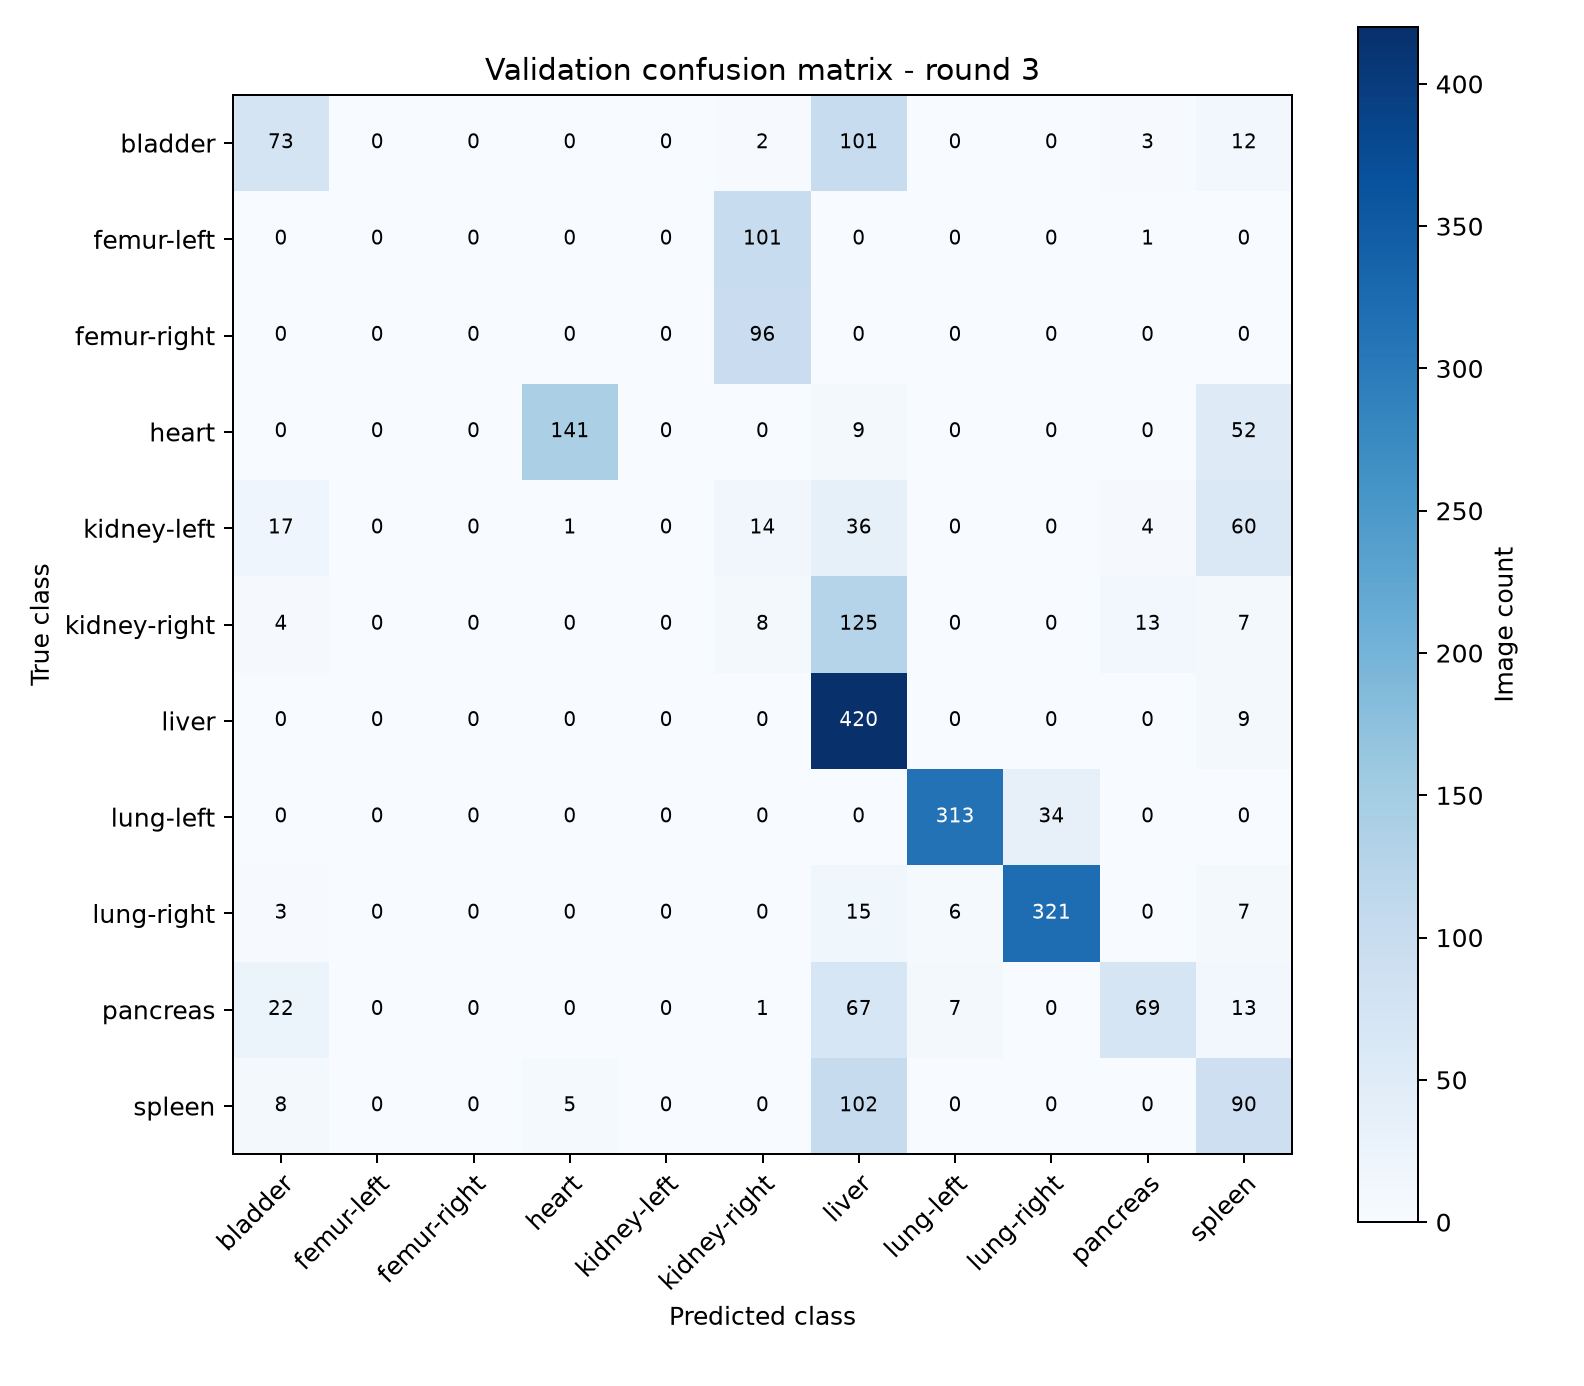 Validation confusion matrix - round 3
bladder 73 0 0 0 0 2 101 0 0 3 12
femur-left 0 0 0 0 0 101 0 0 0 1 0
femur-right 0 0 0 0 0 96 0 0 0 0 0
heart 0 0 0 141 0 0 9 0 0 0 52
kidney-left 17 0 0 1 0 14 36 0 0 4 60
kidney-right 4 0 0 0 0 8 125 0 0 13 7
liver 0 0 0 0 0 0 420 0 0 0 9
lung-left 0 0 0 0 0 0 0 313 34 0 0
lung-right 3 0 0 0 0 0 15 6 321 0 7
pancreas 22 0 0 0 0 1 67 7 0 69 13
spleen 8 0 0 5 0 0 102 0 0 0 90
bladder femur-left femur-right heart kidney-left kidney-right liver lung-left lung-right pancreas spleen
Predicted class
True class
400
350
300
250
200
150
100
50
0
Image count